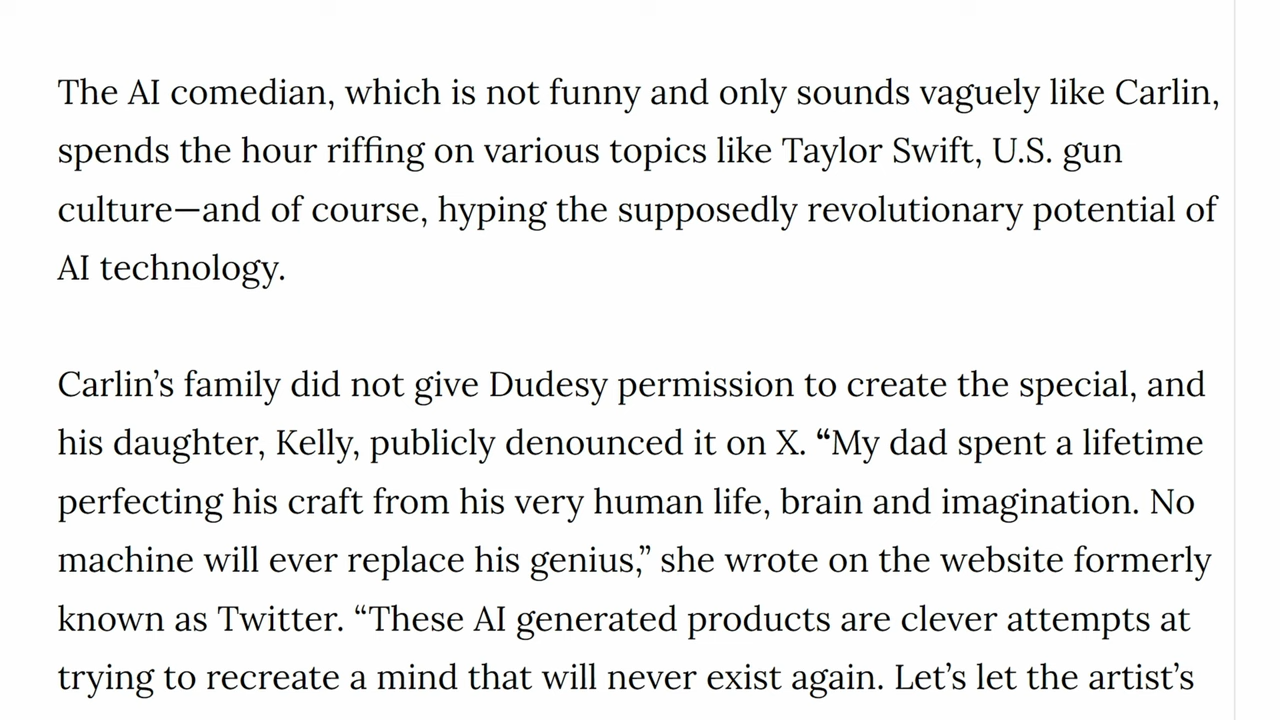 The AI comedian, which is not funny and only sounds vaguely like Carlin,
spends the hour riffing on various topics like Taylor Swift, U.S. gun
culture—and of course, hyping the supposedly revolutionary potential of
AI technology.
Carlin’s family did not give Dudesy permission to create the special, and
his daughter, Kelly, publicly denounced it on X. “My dad spent a lifetime
perfecting his craft from his very human life, brain and imagination. No
machine will ever replace his genius,” she wrote on the website formerly
known as Twitter. “These AI generated products are clever attempts at
trying to recreate a mind that will never exist again. Let’s let the artist’s